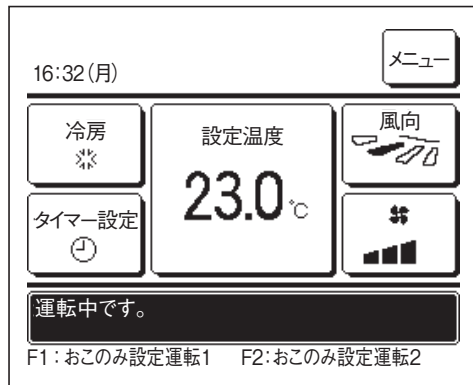 16:32(月)
メニュー
冷房
設定温度
風向
23.0℃
タイマー設定
運転中です。
F1:おこのみ設定運転1 F2:おこのみ設定運転2